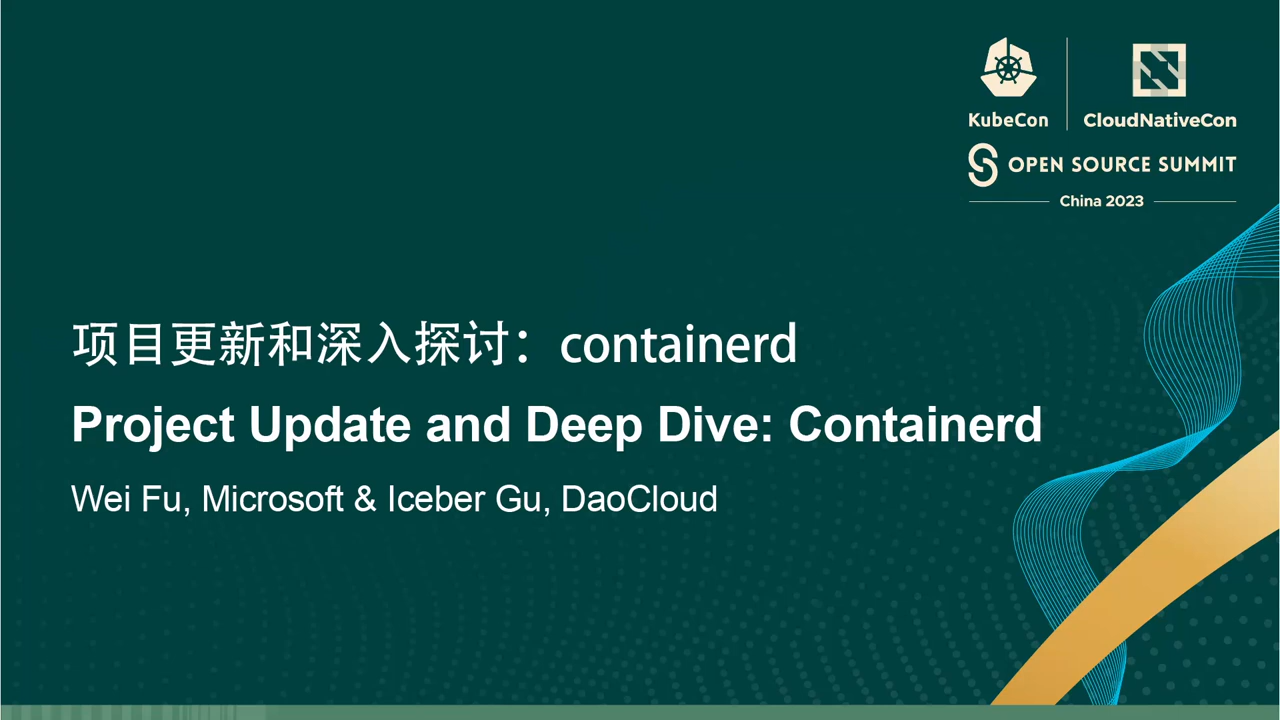 KubeCon
CloudNativeCon
OPEN SOURCE SUMMIT
China 2023
项目更新和深入探讨：containerd
Project Update and Deep Dive: Containerd
Wei Fu, Microsoft & Iceber Gu, DaoCloud